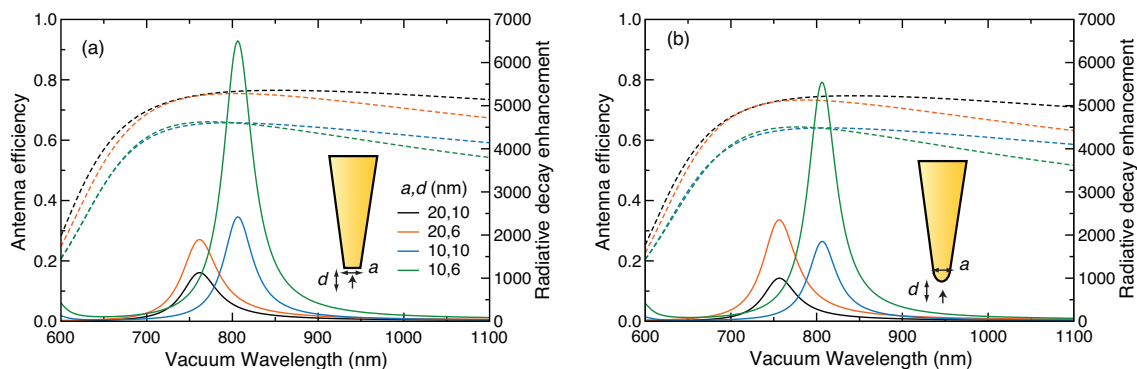 (a)
Antenna efficiency
1.0
0.8
0.6
0.4
0.2
0.0
600 700 800 900 1000 1100
Vacuum Wavelength (nm)
7000
6000
5000
4000
3000
2000
1000
0
Radiative decay enhancement
a,d (nm)
20,10
20,6
10,10
10,6
d
a
(b)
Antenna efficiency
1.0
0.8
0.6
0.4
0.2
0.0
600 700 800 900 1000 1100
Vacuum Wavelength (nm)
7000
6000
5000
4000
3000
2000
1000
0
Radiative decay enhancement
a
d